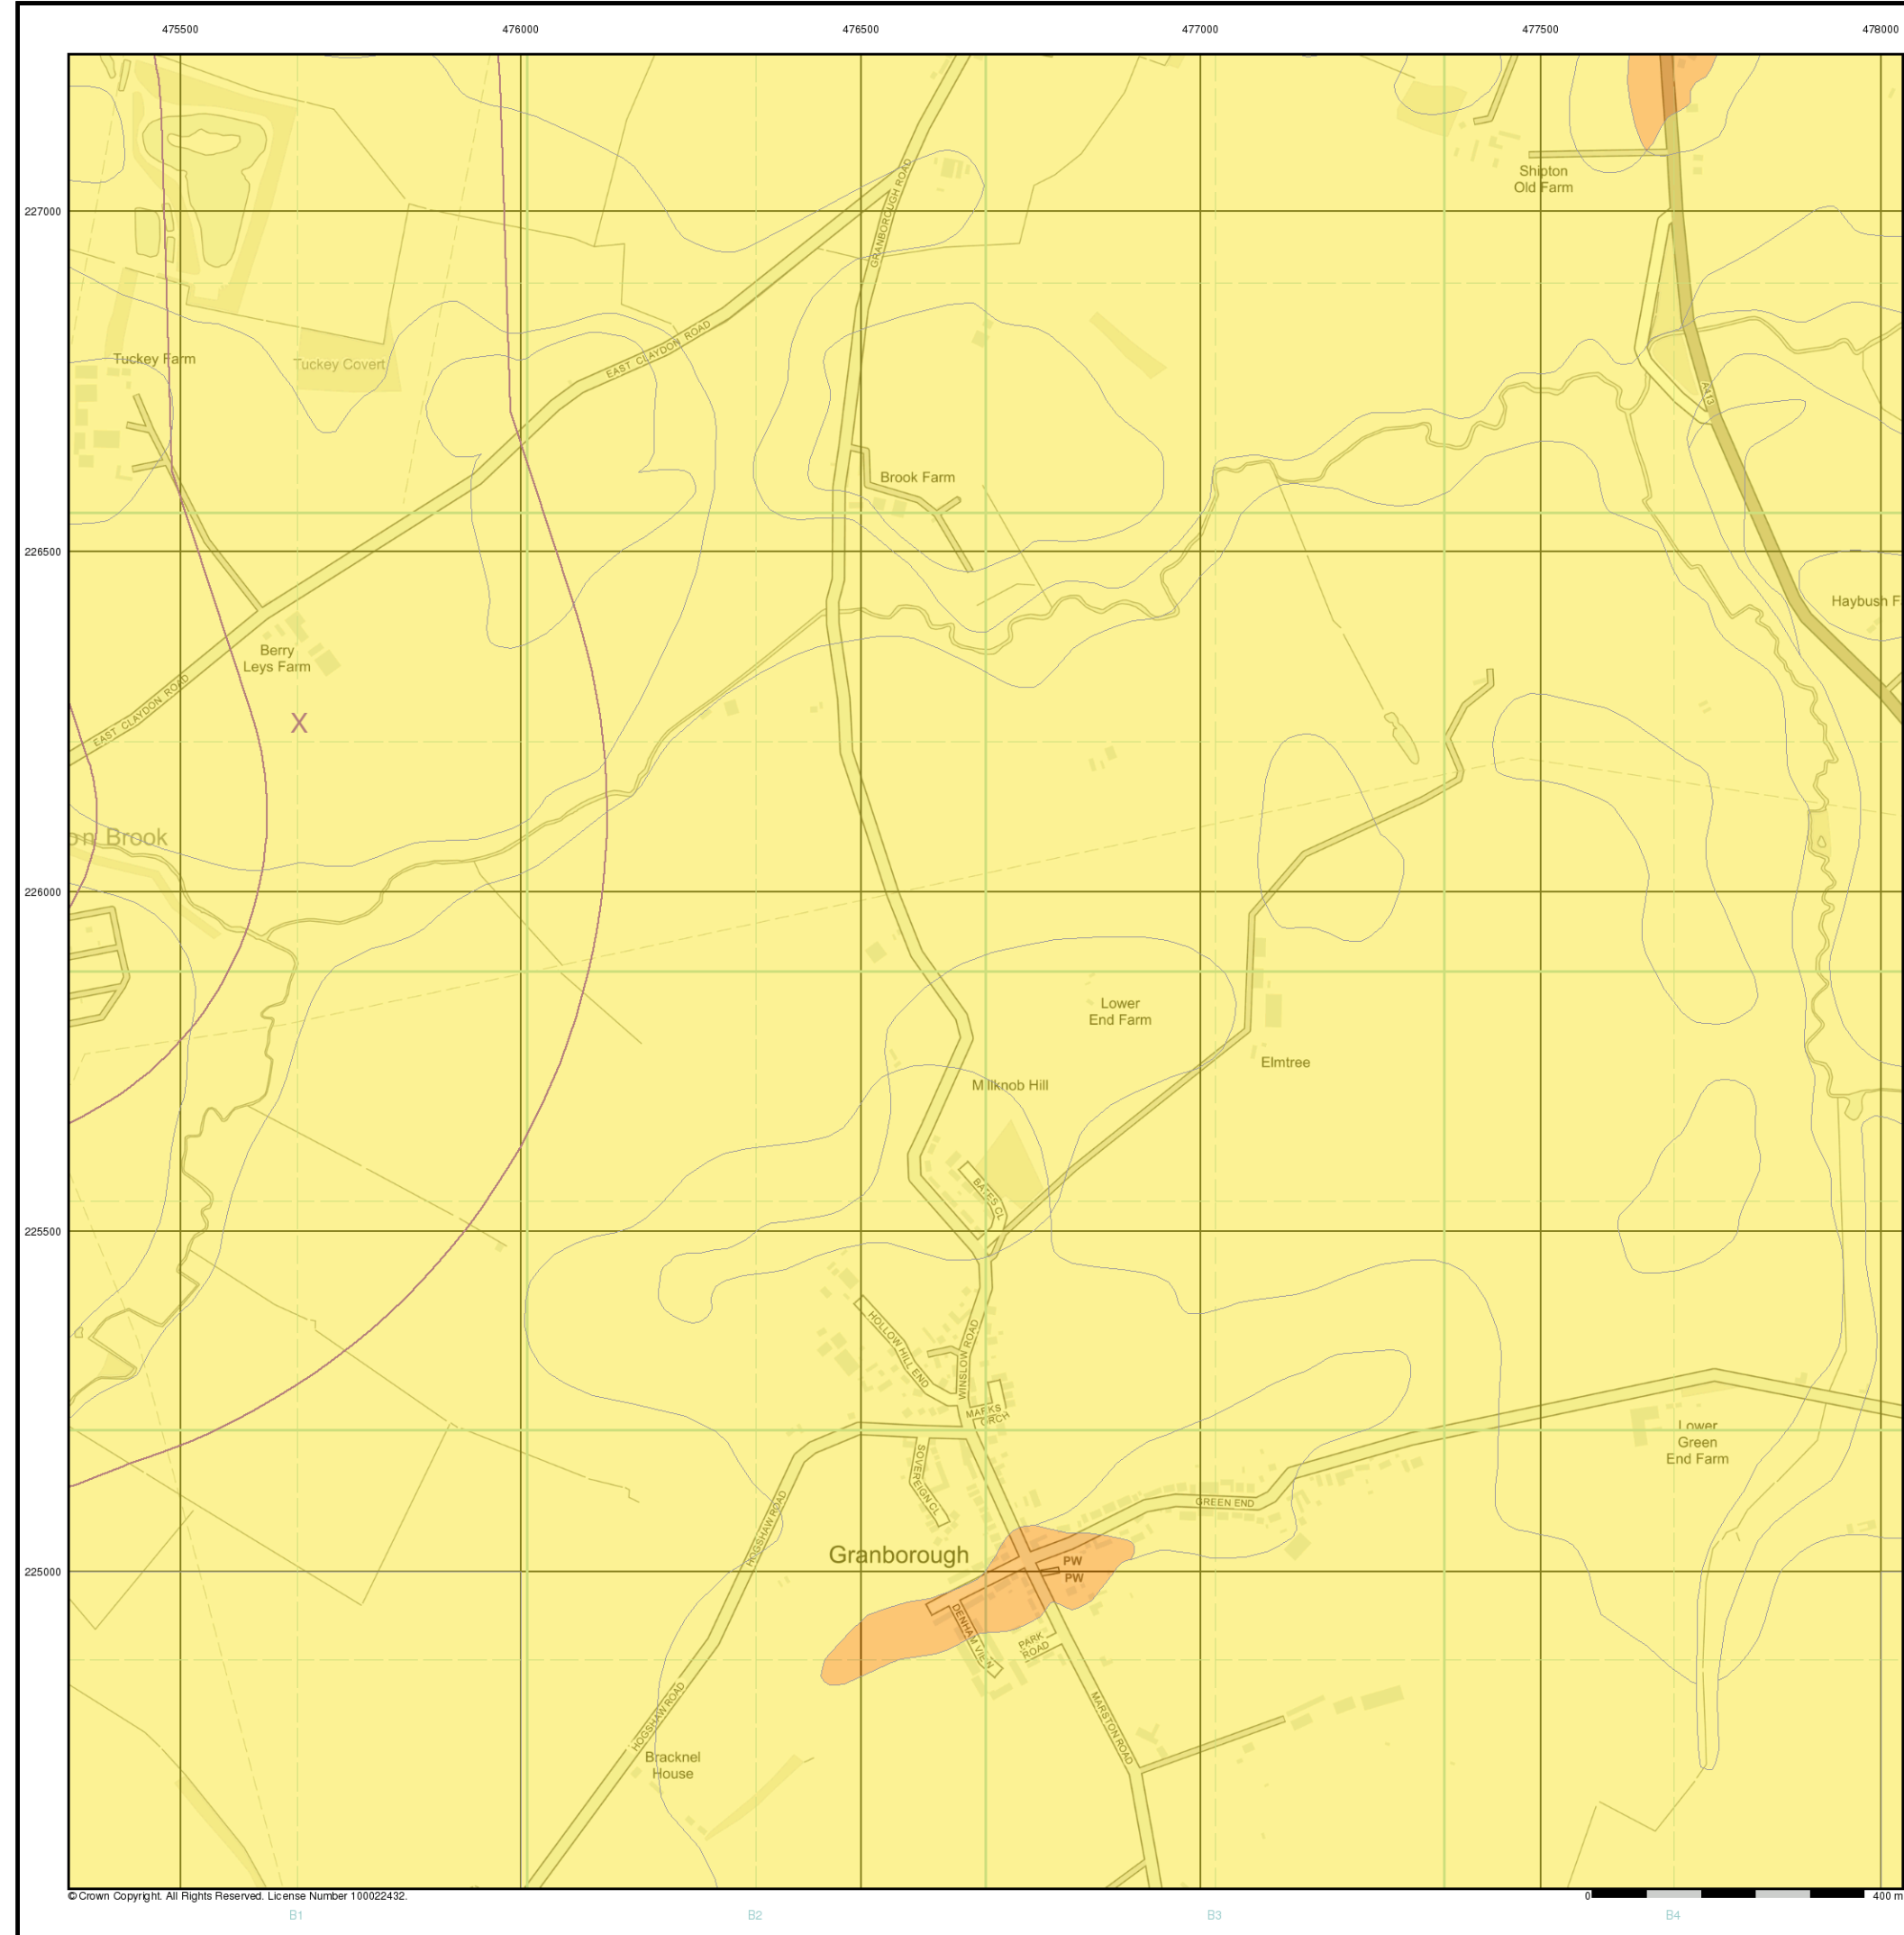 475500
476000
476500
477000
477500
478000
227000
226500
226000
225500
225000
Shipton
Old Farm
GRANBOROUGH ROAD
EAST CLAYDON ROAD
Tuckey Farm
Tuckey Covert
A413
Brook Farm
Haybush F
Berry
Leys Farm
EAST CLAYDON ROAD
X
on Brook
Lower
End Farm
Elmtree
Millknob Hill
BATES CL
HOLLOW HILL END
WINSLOW ROAD
MARKS
ORCH
SOVEREIGN CL
Lower
Green
End Farm
HOGSHAW ROAD
GREEN END
Granborough
PW
PW
DENHAM VIEW
PARK
ROAD
HOGSHAW ROAD
MARSTON ROAD
Bracknel
House
© Crown Copyright. All Rights Reserved. License Number 100022432.
0
400 m
B1
B2
B3
B4